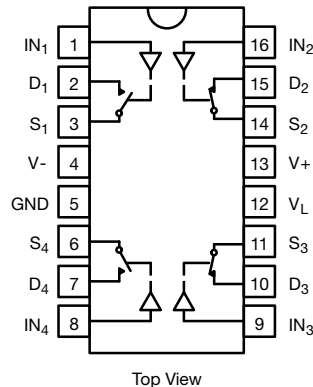 IN1 1 16 IN2
D1 2 15 D2
S1 3 14 S2
V- 4 13 V+
GND 5 12 VL
S4 6 11 S3
D4 7 10 D3
IN4 8 9 IN3
Top View